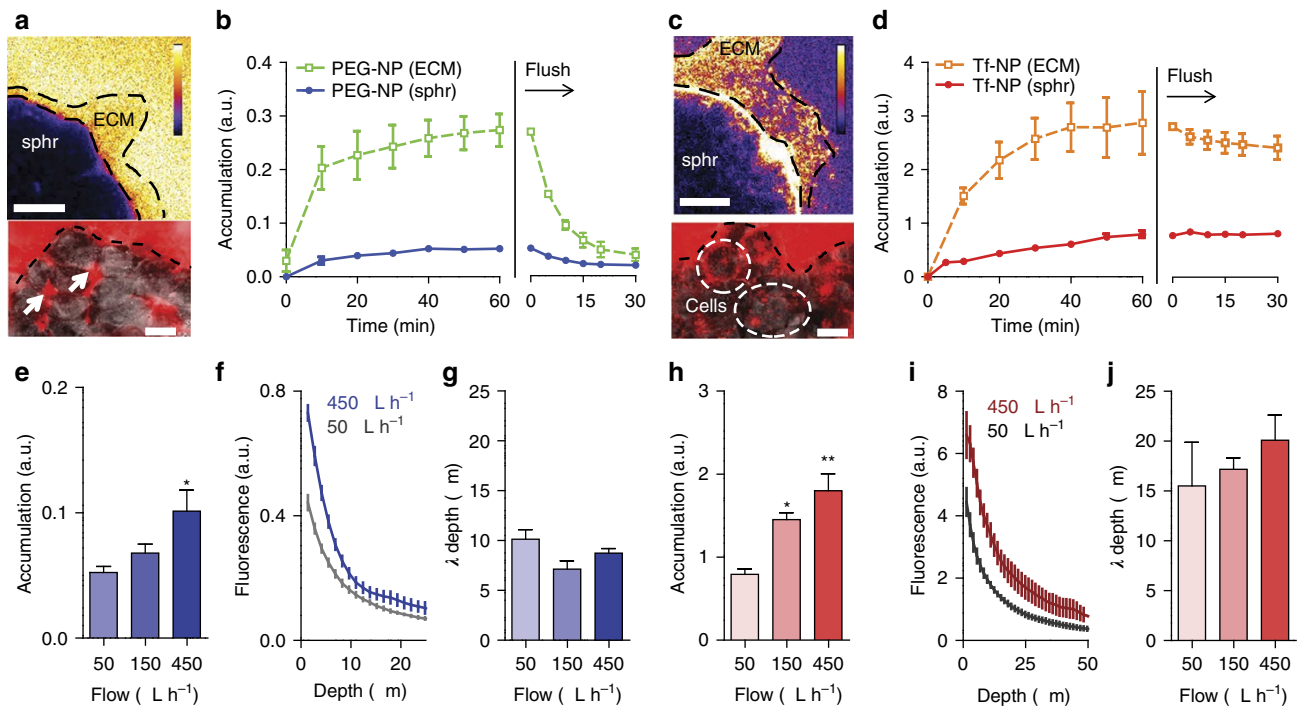 a
ECM
sphr
b
Accumulation (a.u.)
0.4
0.3
0.2
0.1
0.0
PEG-NP (ECM)
PEG-NP (sphr)
Flush
0 20 40 60 0 15 30
Time (min)
c
ECM
sphr
Cells
d
Accumulation (a.u.)
4
3
2
1
0
Tf-NP (ECM)
Tf-NP (sphr)
Flush
0 20 40 60 0 15 30
Time (min)
e
Accumulation (a.u.)
0.2
0.1
0.0
*
50 150 450
Flow ( L h⁻¹)
f
Fluorescence (a.u.)
0.8
0.4
0.0
450 L h⁻¹
50 L h⁻¹
0 10 20
Depth ( m)
g
λ depth ( m)
25
20
15
10
5
0
50 150 450
Flow ( L h⁻¹)
h
Accumulation (a.u.)
3
2
1
0
*
**
50 150 450
Flow ( L h⁻¹)
i
Fluorescence (a.u.)
8
6
4
2
0
450 L h⁻¹
50 L h⁻¹
0 25 50
Depth ( m)
j
λ depth ( m)
25
20
15
10
5
0
50 150 450
Flow ( L h⁻¹)